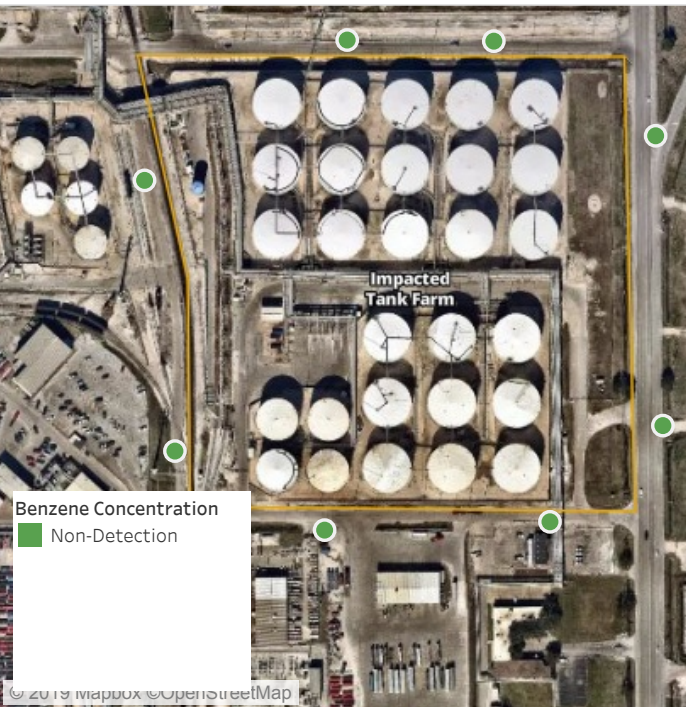 Impacted
Tank Farm
Benzene Concentration
Non-Detection
© 2019 Mapbox ©OpenStreetMap